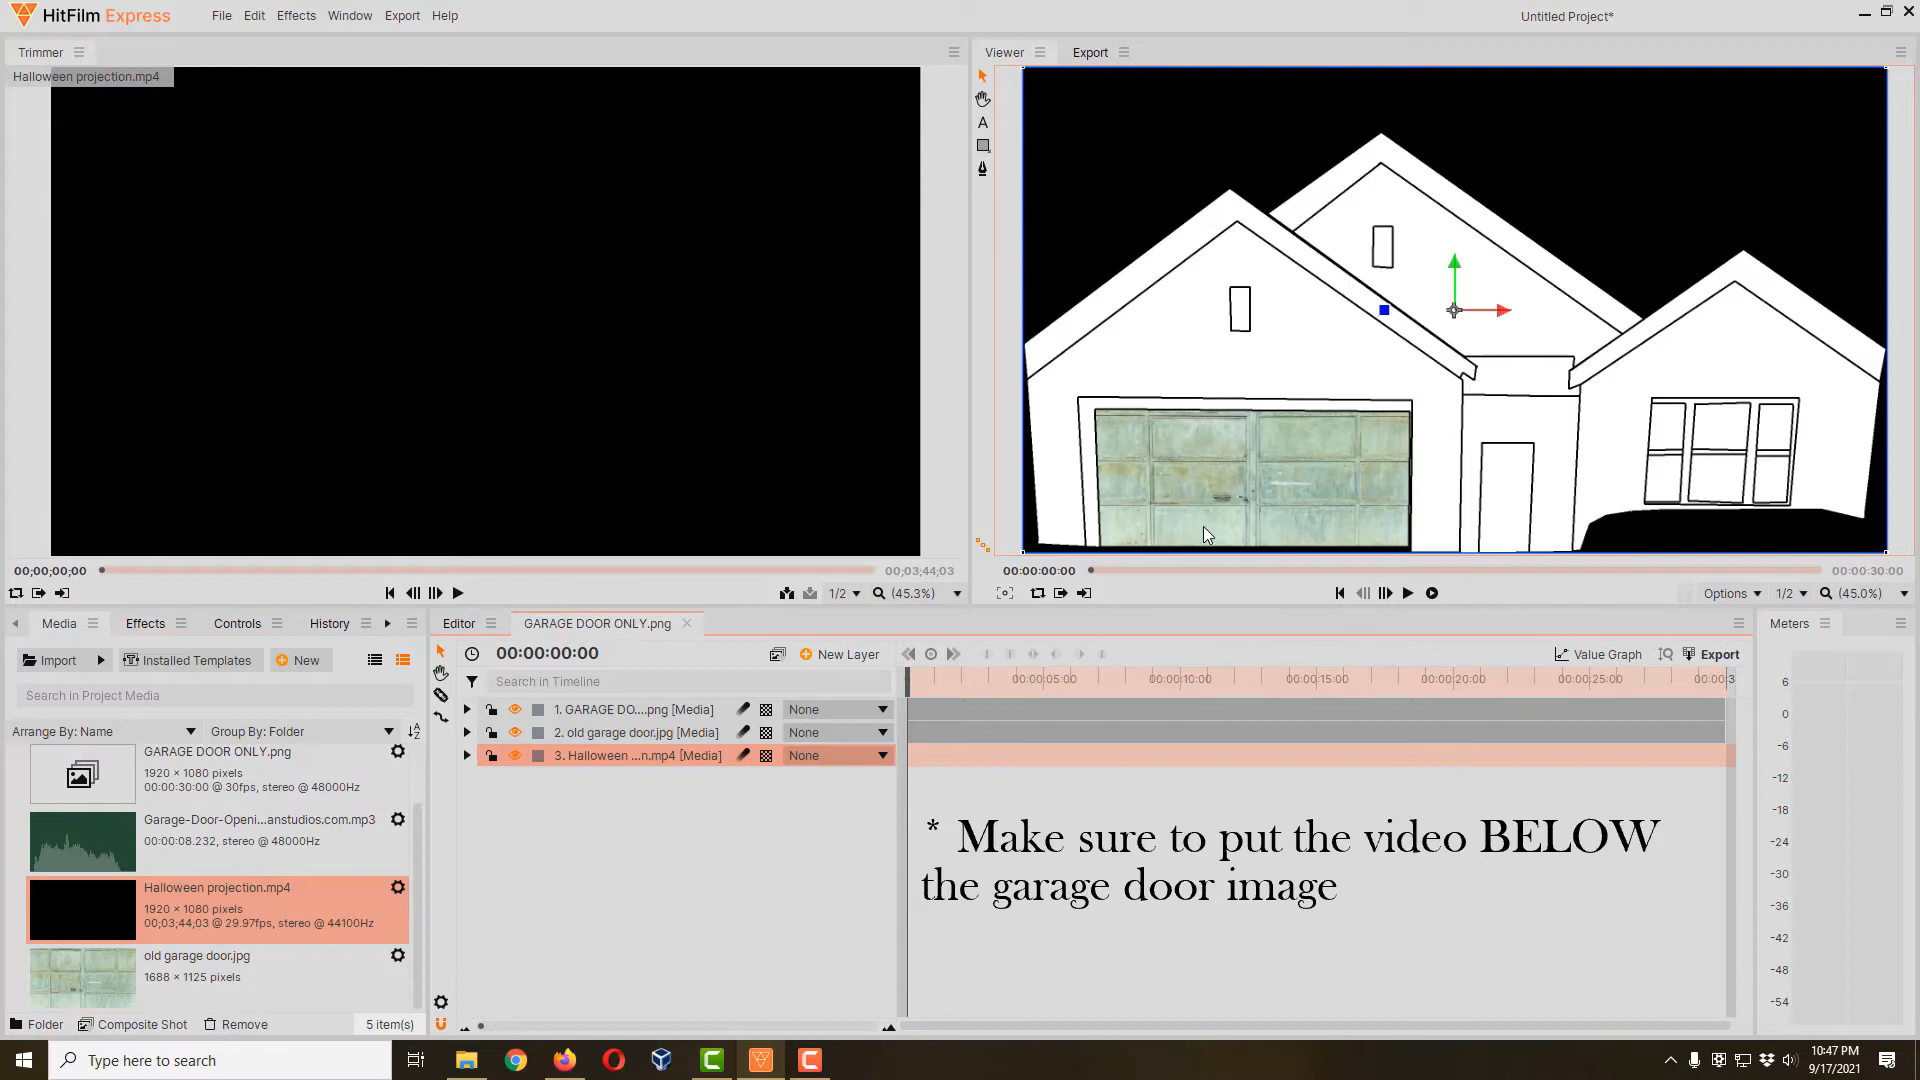 HitFilm Express
File Edit Effects Window Export Help
Untitled Project*
Trimmer
Halloween projection.mp4
Viewer
Export
A
00;00;00;00
00;03;44;03
1/2
(45.3%)
00:00:00:00
00:00:30:00
Options
1/2
(45.0%)
Media
Effects
Controls
History
Editor
GARAGE DOOR ONLY.png
Meters
Import
Installed Templates
New
00:00:00:00
New Layer
Value Graph
Export
Search in Project Media
Search in Timeline
00:00:05:00
00:00:10:00
00:00:15:00
00:00:20:00
00:00:25:00
00:00:3
Arrange By: Name
Group By: Folder
1. GARAGE DO....png [Media]
None
2. old garage door.jpg [Media]
None
3. Halloween ...n.mp4 [Media]
None
GARAGE DOOR ONLY.png
1920 × 1080 pixels
00:00:30:00 @ 30fps, stereo @ 48000Hz
Garage-Door-Openi...anstudios.com.mp3
00:00:08.232, stereo @ 48000Hz
Halloween projection.mp4
1920 × 1080 pixels
00;03;44;03 @ 29.97fps, stereo @ 44100Hz
old garage door.jpg
1688 × 1125 pixels
* Make sure to put the video BELOW
the garage door image
6
0
-6
-12
-18
-24
-30
-36
-42
-48
-54
Folder
Composite Shot
Remove
5 item(s)
Type here to search
10:47 PM
9/17/2021